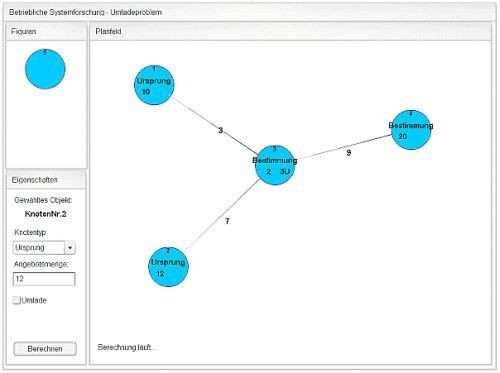 Betriebliche Systemforschung - Umladeproblem
Figuren
5
Planfeld
1
Ursprung
10
3
4
Bestimmung
20
9
3
Bestimmung
2 3U
7
2
Ursprung
12
Eigenschaften
Gewähltes Objekt:
KnotenNr.2
Knotentyp
Ursprung
Angebotsmenge:
12
Umlade
Berechnen
Berechnung läuft...